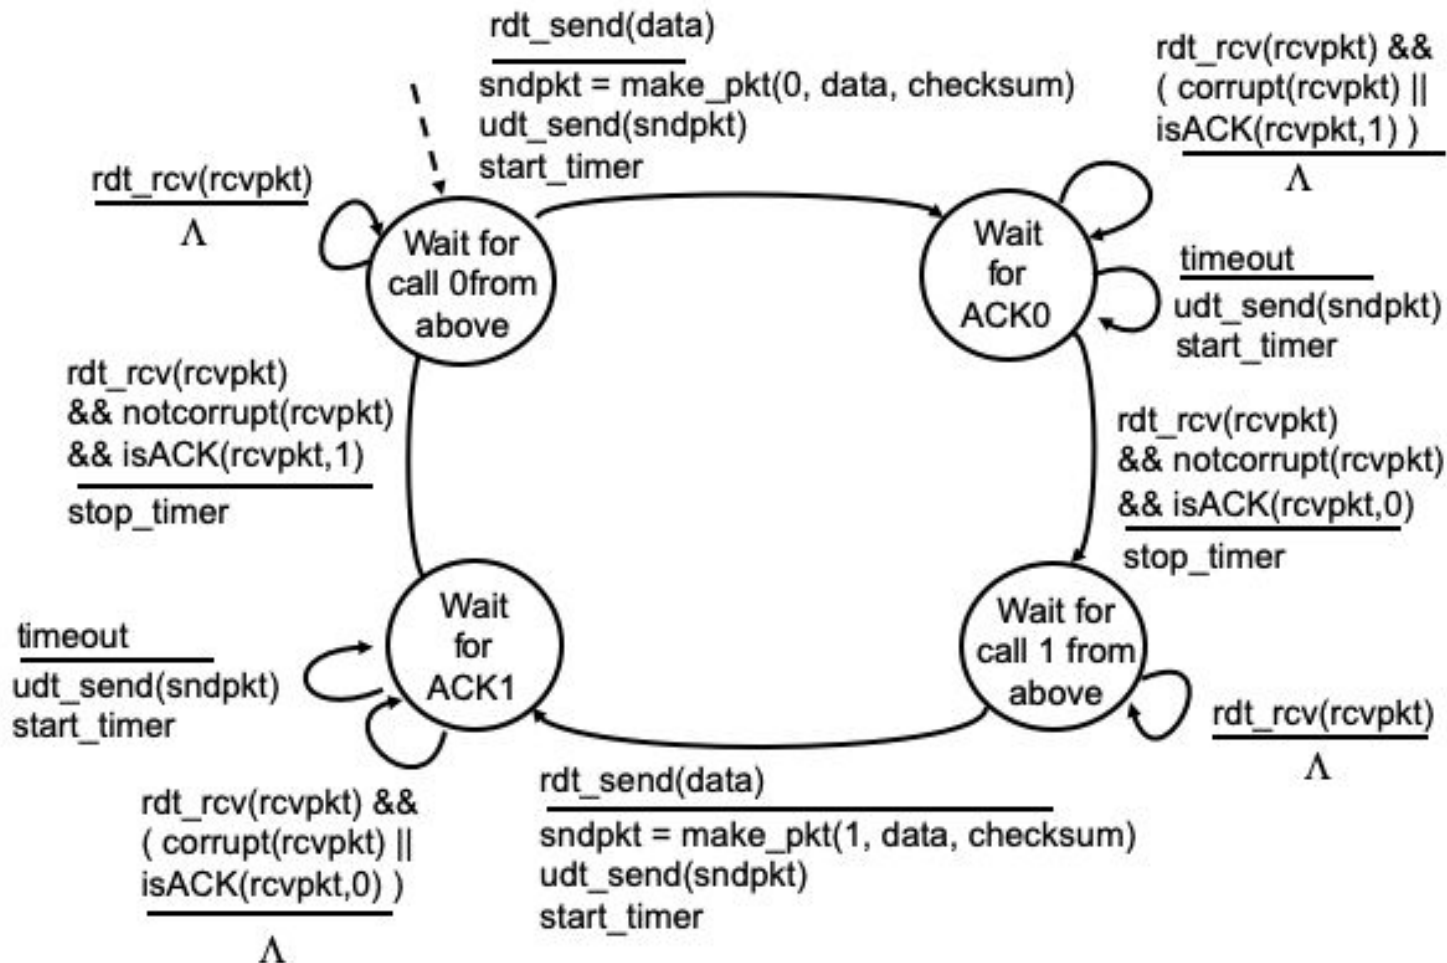 rdt_send(data)
sndpkt = make_pkt(0, data, checksum)
udt_send(sndpkt)
start_timer
rdt_rcv(rcvpkt) &&
( corrupt(rcvpkt) ||
isACK(rcvpkt,1) )
Λ
rdt_rcv(rcvpkt)
Λ
Wait for
call 0from
above
Wait
for
ACK0
timeout
udt_send(sndpkt)
start_timer
rdt_rcv(rcvpkt)
&& notcorrupt(rcvpkt)
&& isACK(rcvpkt,1)
stop_timer
rdt_rcv(rcvpkt)
&& notcorrupt(rcvpkt)
&& isACK(rcvpkt,0)
stop_timer
Wait
for
ACK1
Wait for
call 1 from
above
timeout
udt_send(sndpkt)
start_timer
rdt_rcv(rcvpkt)
Λ
rdt_rcv(rcvpkt) &&
( corrupt(rcvpkt) ||
isACK(rcvpkt,0) )
Λ
rdt_send(data)
sndpkt = make_pkt(1, data, checksum)
udt_send(sndpkt)
start_timer